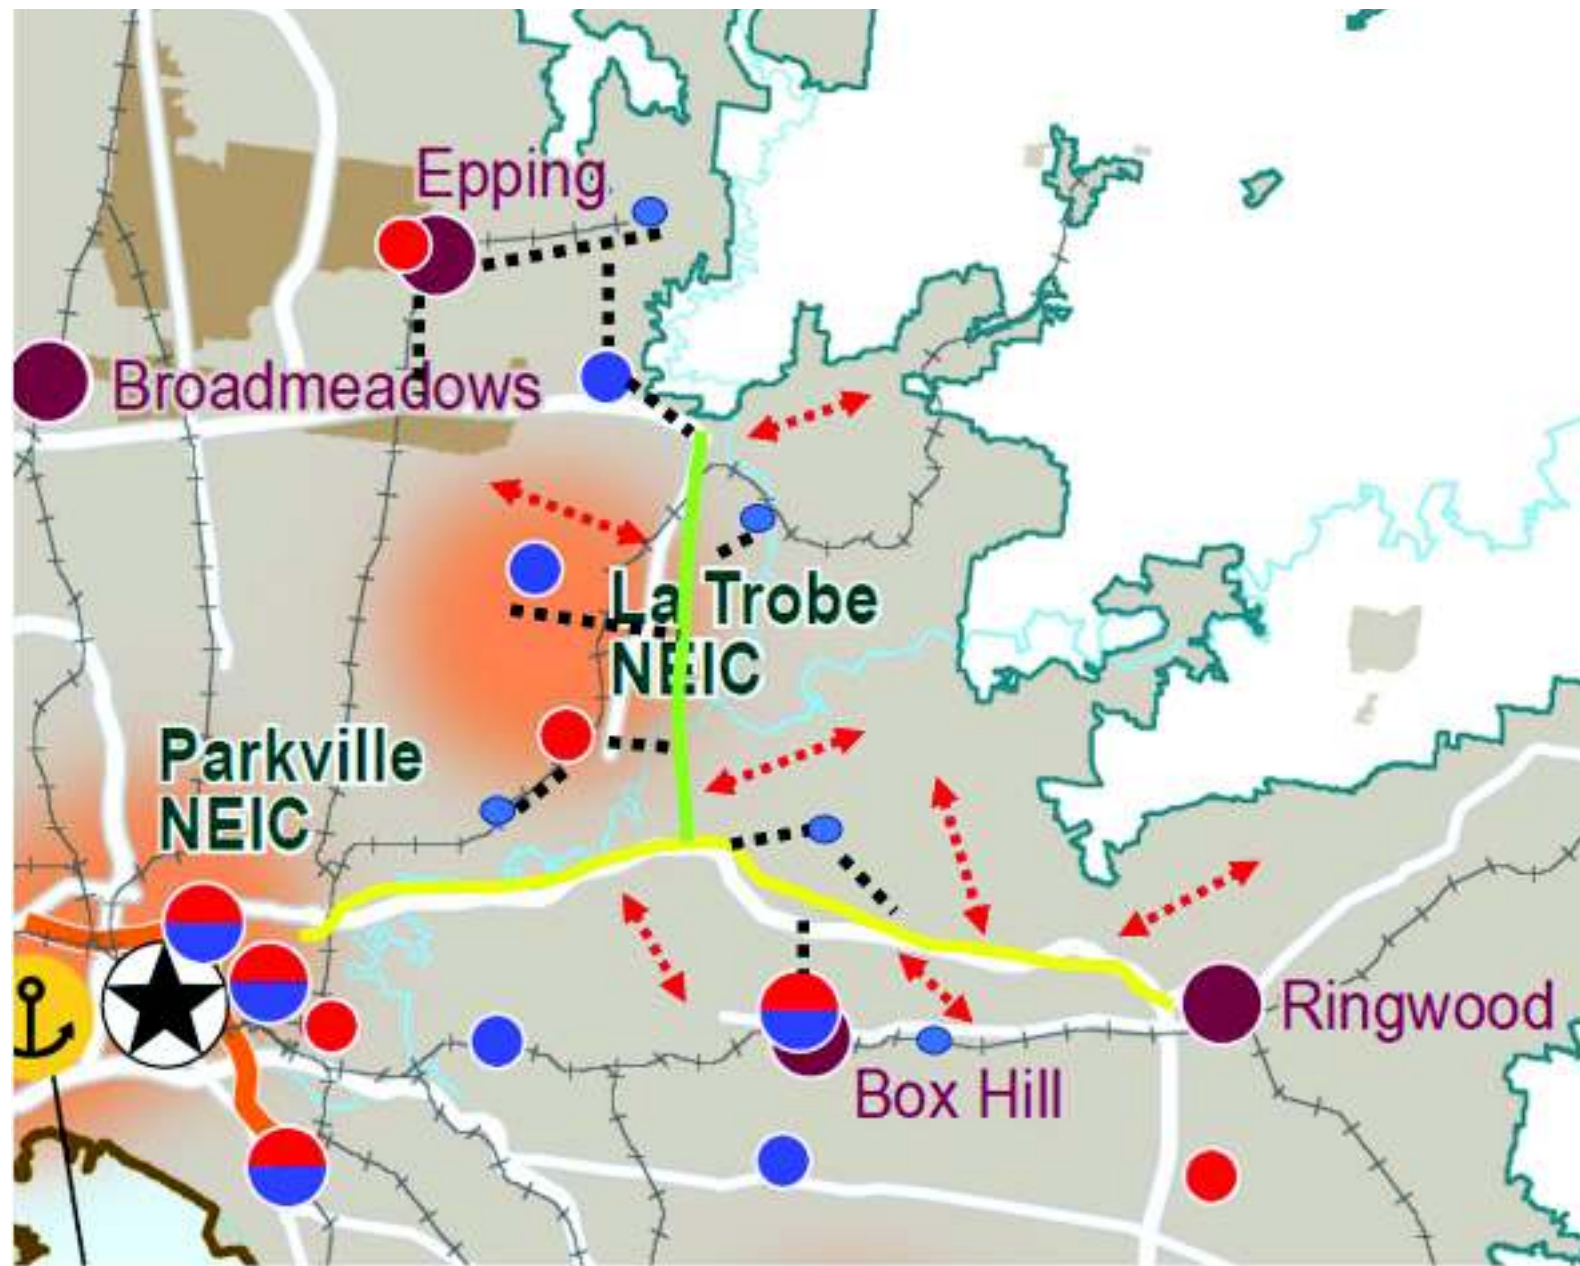 Epping
Broadmeadows
La Trobe
NEIC
Parkville
NEIC
Ringwood
Box Hill